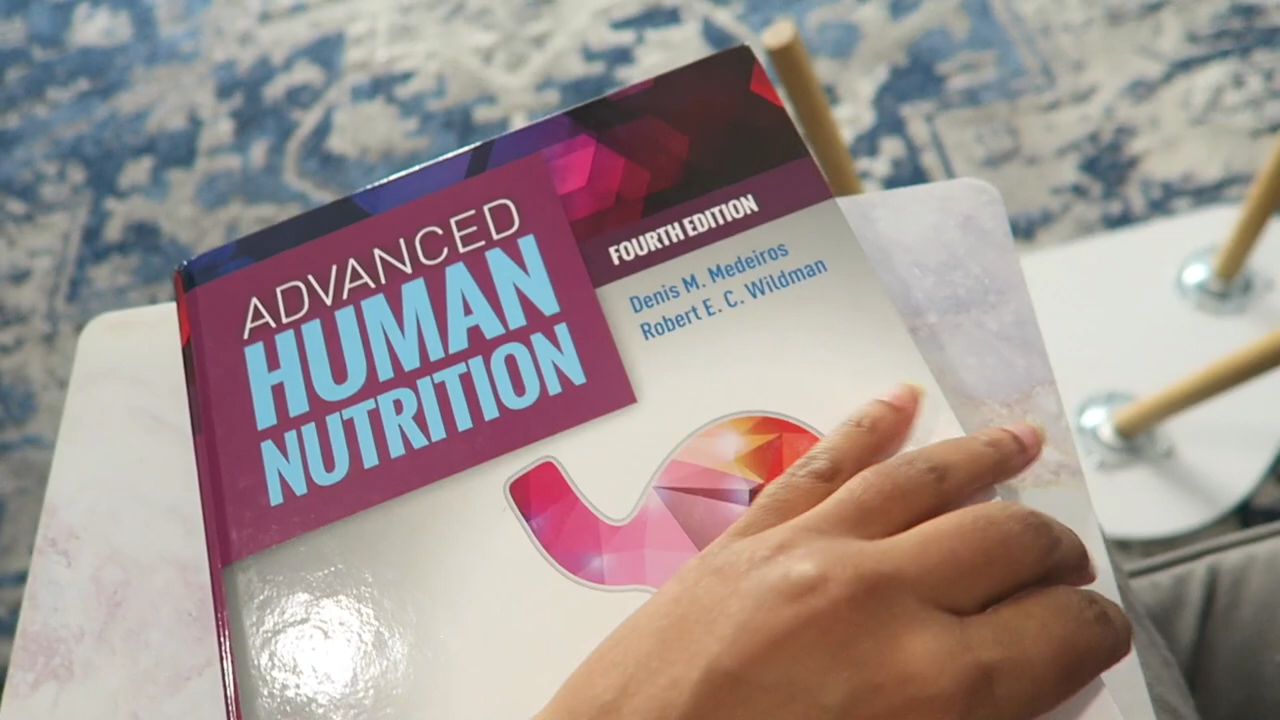 ADVANCED
HUMAN
NUTRITION
FOURTH EDITION
Denis M. Medeiros
Robert E. C. Wildman